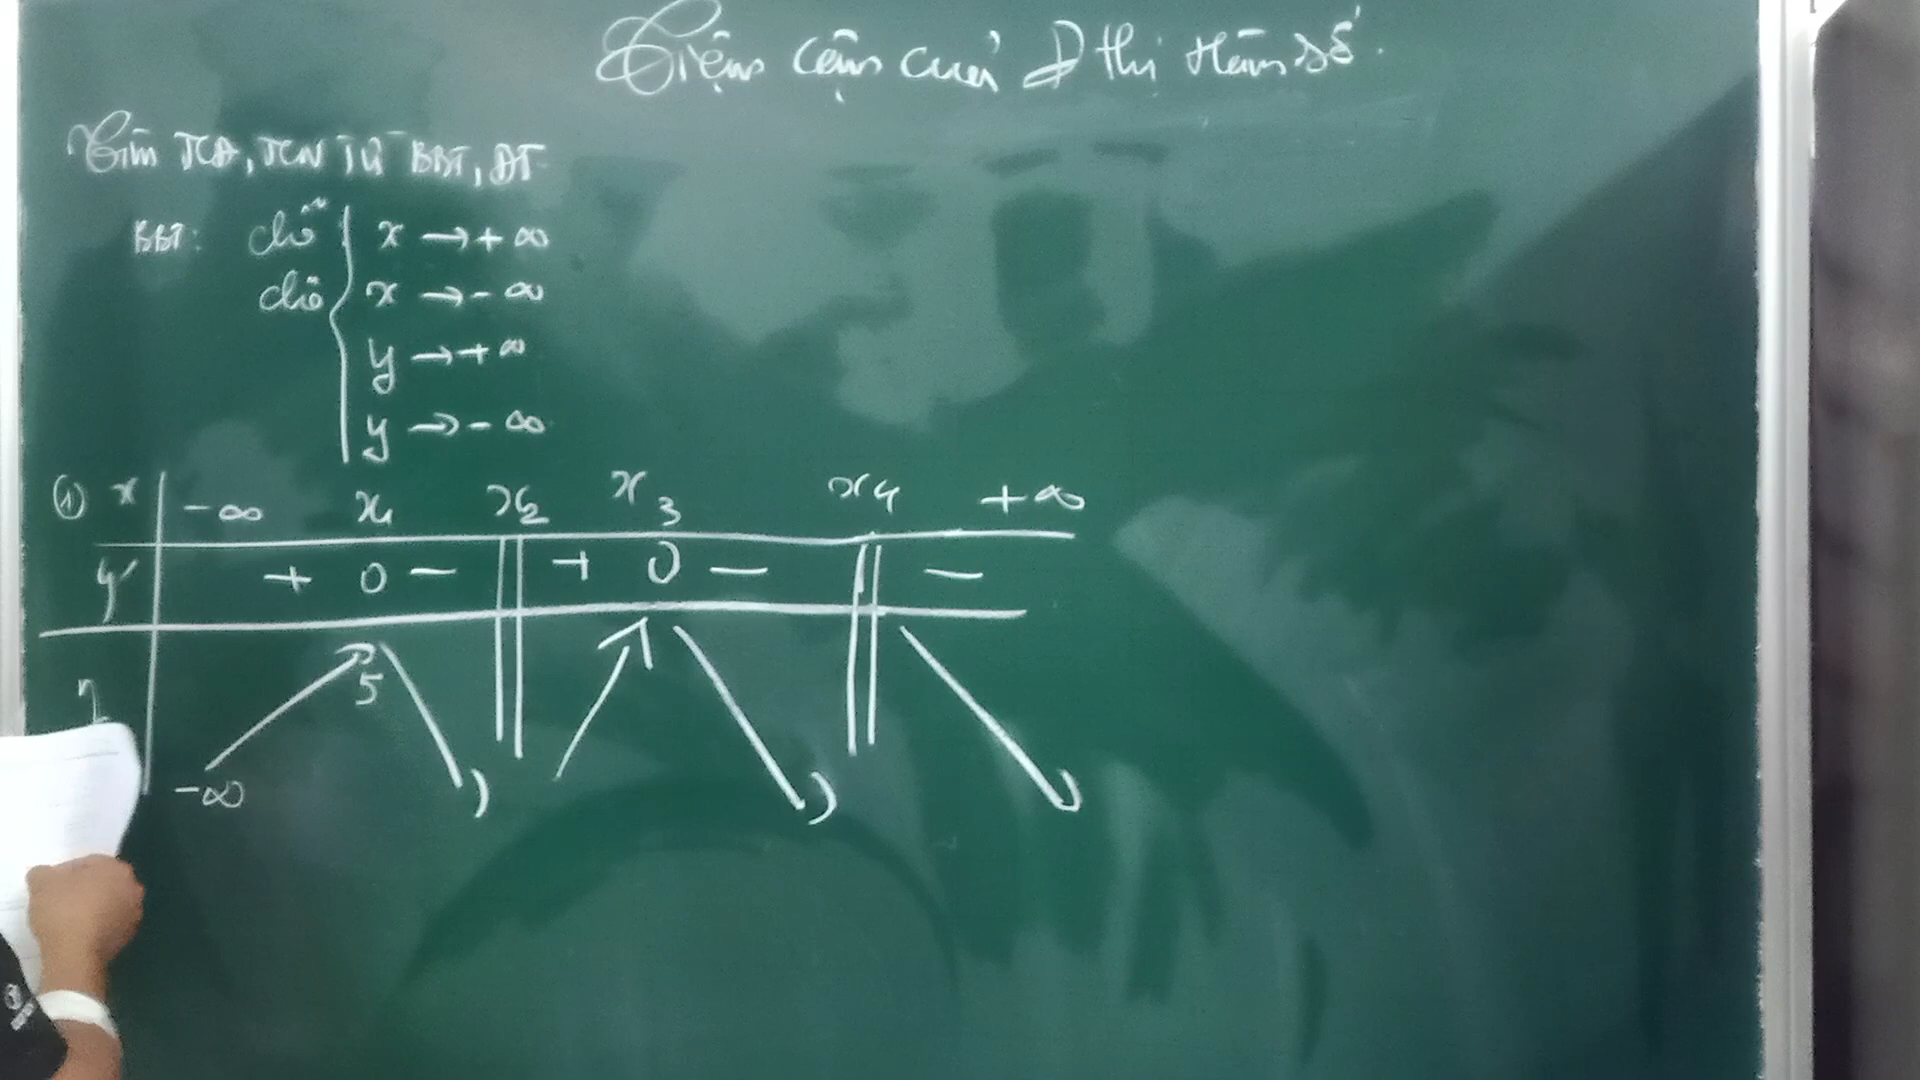 Tiệm cận của Đ thị Hàm số.
Tìm TCĐ, TCN Từ BBT, ĐT
BBT: chỗ { x → + ∞
chỗ x → - ∞
y → + ∞
y → - ∞
① x -∞ x1 x2 x3 x4 +∞
y' + 0 - || + 0 - || -
-∞ 5